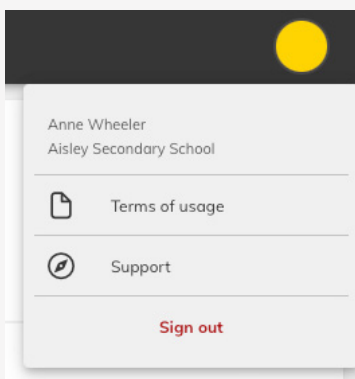 Anne Wheeler
Aisley Secondary School
Terms of usage
Support
Sign out